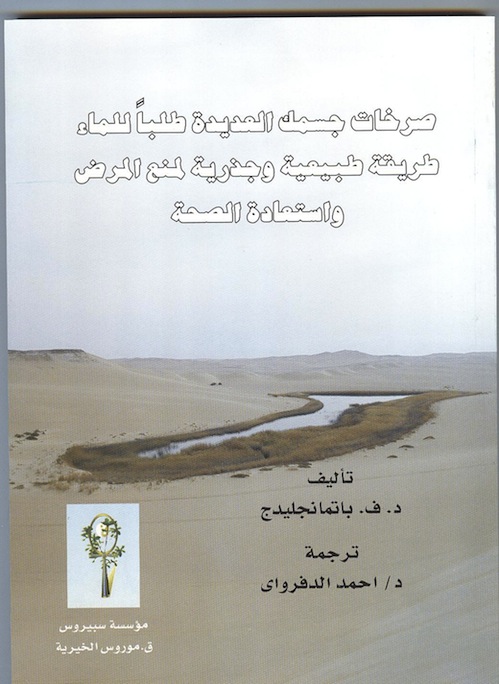 صرخات جسمك العديدة طلباً للماء
طريقة طبيعية وجذرية لمنع المرض
واستعادة الصحة
تأليف
د. ف. باتمانجليدج
ترجمة
د/ احمد الدفرواى
مؤسسة سبيروس
ق.موروس الخيرية